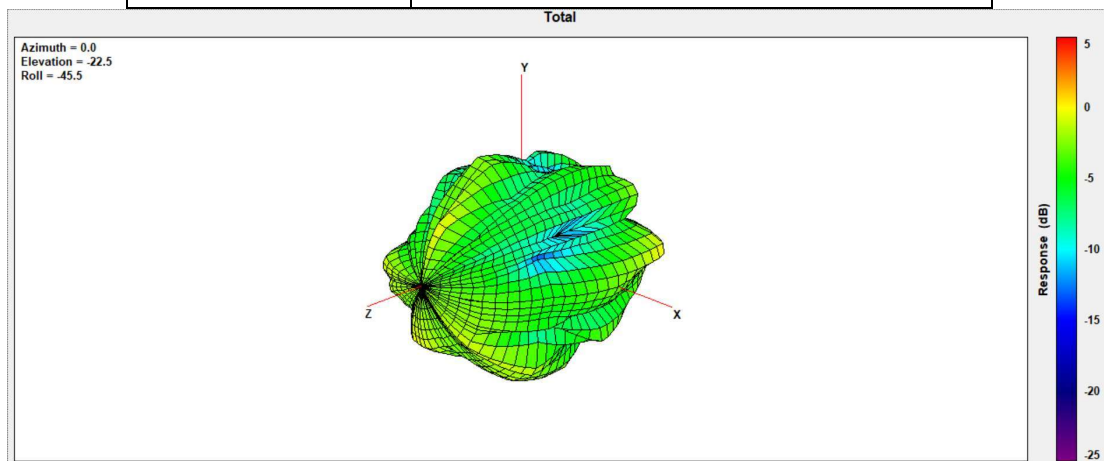 Total
Azimuth = 0.0
Elevation = -22.5
Roll = -45.5
Y
Z
X
5
0
-5
-10
-15
-20
-25
Response (dB)